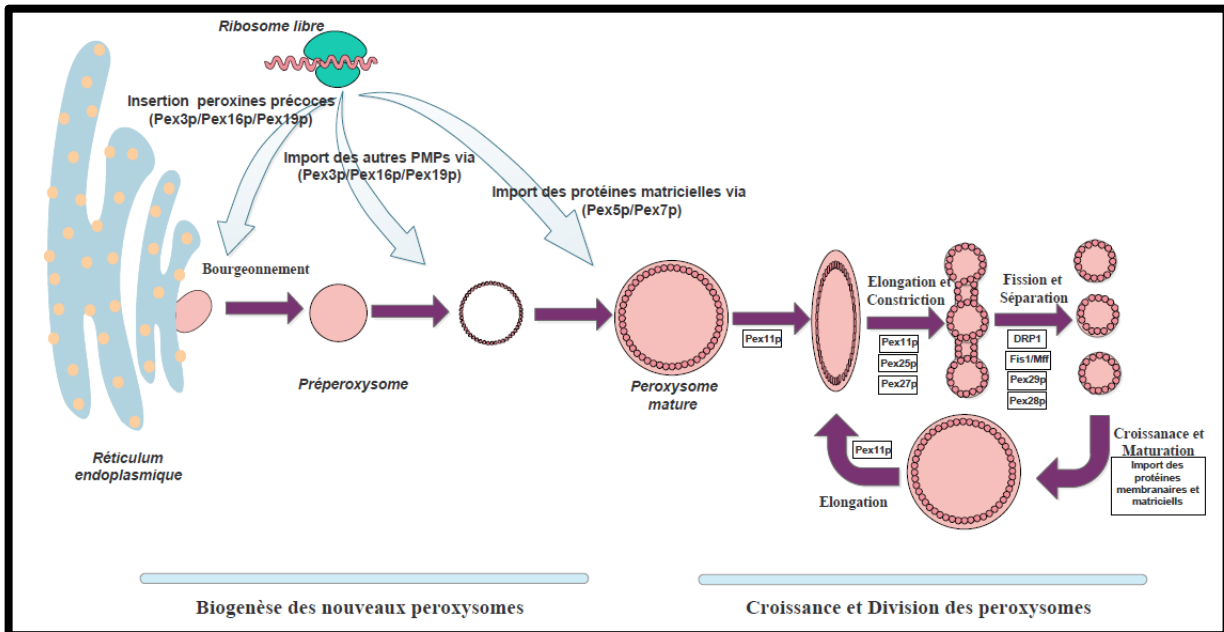 Ribosome libre
Insertion peroxines précoces
(Pex3p/Pex16p/Pex19p)
Import des autres PMPs via
(Pex3p/Pex16p/Pex19p)
Import des protéines matricielles via
(Pex5p/Pex7p)
Bourgeonnement
Préperoxysome
Peroxysome
mature
Réticulum
endoplasmique
Pex11p
Elongation et
Constriction
Pex11p
Pex25p
Pex27p
Fission et
Séparation
DRP1
Fis1/Mff
Pex29p
Pex28p
Croissanace et
Maturation
Import des
protéines
membranaires et
matriciells
Pex11p
Elongation
Biogenèse des nouveaux peroxysomes
Croissance et Division des peroxysomes